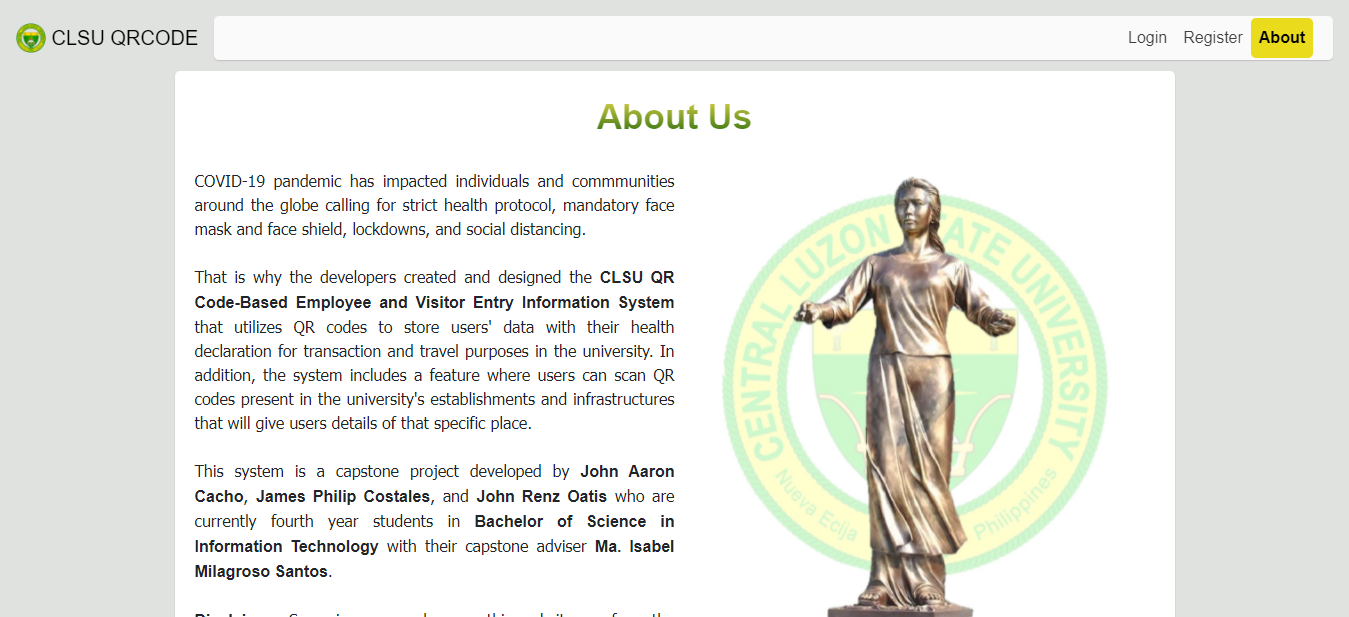 CLSU QRCODE
Login Register About
About Us
COVID-19 pandemic has impacted individuals and commmunities
around the globe calling for strict health protocol, mandatory face
mask and face shield, lockdowns, and social distancing.
That is why the developers created and designed the CLSU QR
Code-Based Employee and Visitor Entry Information System
that utilizes QR codes to store users' data with their health
declaration for transaction and travel purposes in the university. In
addition, the system includes a feature where users can scan QR
codes present in the university's establishments and infrastructures
that will give users details of that specific place.
This system is a capstone project developed by John Aaron
Cacho, James Philip Costales, and John Renz Oatis who are
currently fourth year students in Bachelor of Science in
Information Technology with their capstone adviser Ma. Isabel
Milagroso Santos.
CENTRAL LUZON STATE UNIVERSITY
Nueva Ecija Philippines